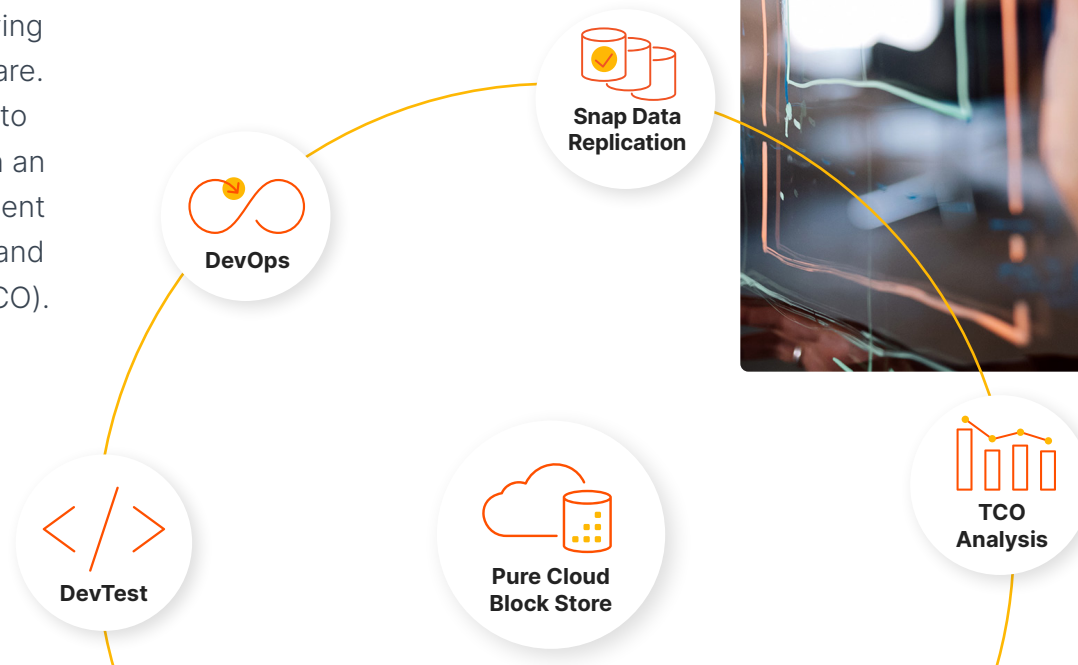 ing
are.
to
an
ent
and
CO).
Snap Data
Replication
DevOps
TCO
Analysis
Pure Cloud
Block Store
DevTest